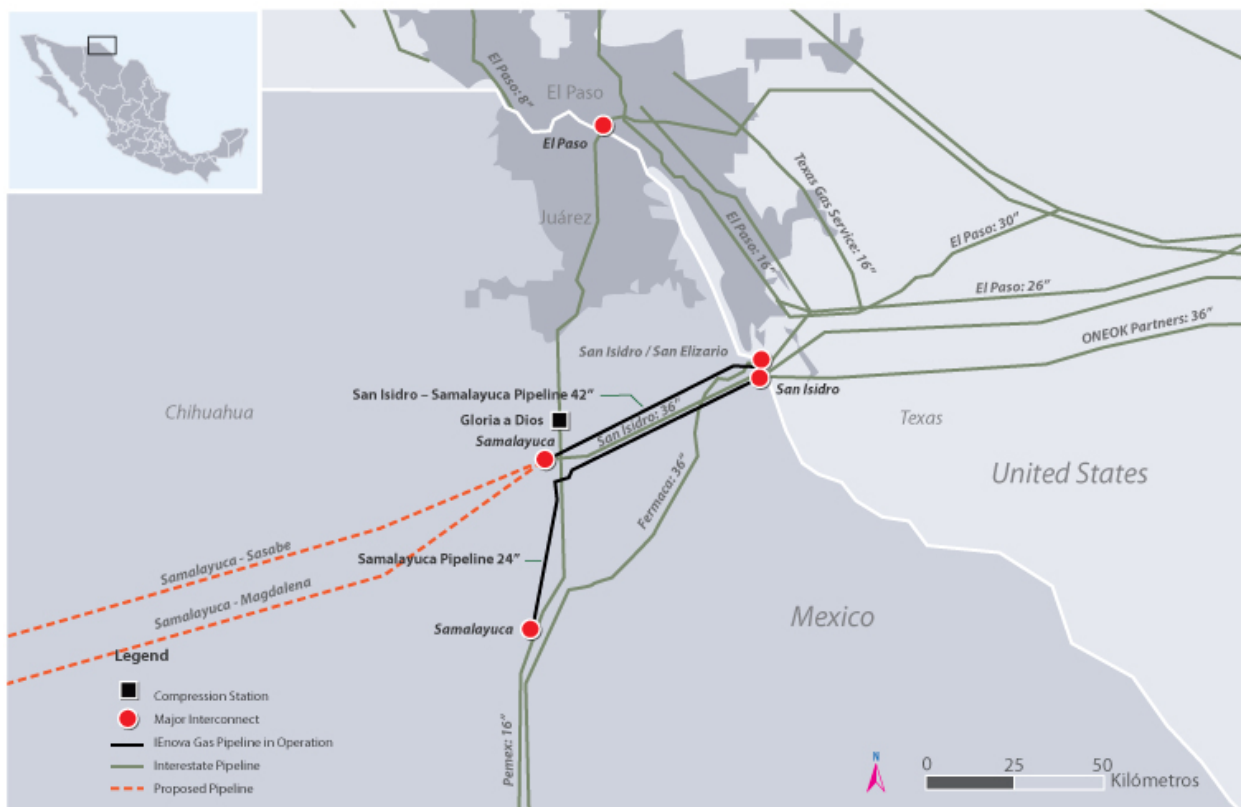 El Paso: 8"
El Paso
El Paso
Juárez
El Paso: 16"
Texas Gas Service: 16"
El Paso: 30"
El Paso: 26"
ONEOK Partners: 36"
San Isidro / San Elizario
San Isidro
San Isidro – Samalayuca Pipeline 42"
San Isidro: 36"
Chihuahua
Gloria a Dios
Samalayuca
Texas
United States
Fermaca: 36"
Samalayuca - Sasabe
Samalayuca Pipeline 24"
Samalayuca - Magdalena
Samalayuca
Mexico
Legend
Compression Station
Major Interconnect
IEnova Gas Pipeline in Operation
Interestate Pipeline
Proposed Pipeline
Pemex: 16"
N
0 25 50
Kilómetros